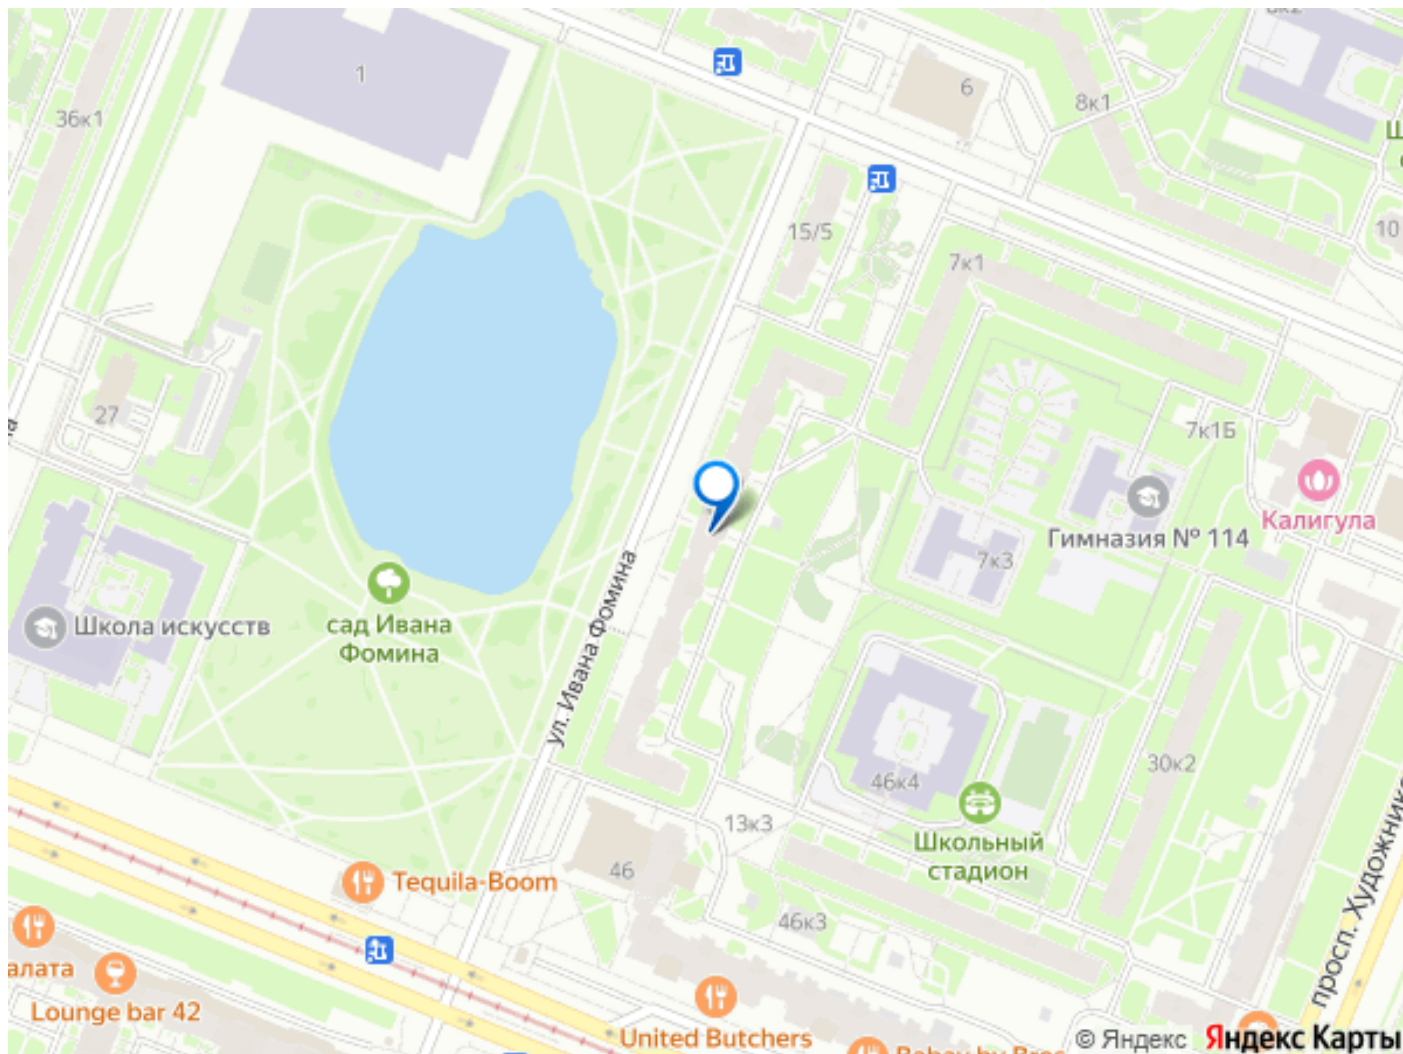 8к2
1
6
36к1
8к1
15/5
10
7к1
27
7к1Б
Калигула
Гимназия № 114
7к3
Школа искусств
сад Ивана
Фомина
ул. Ивана Фомина
30к2
46к4
Школьный
стадион
13к3
Tequila-Boom
46
46к3
просп. Художников
алата
Lounge bar 42
United Butchers
© Яндекс Яндекс Карты